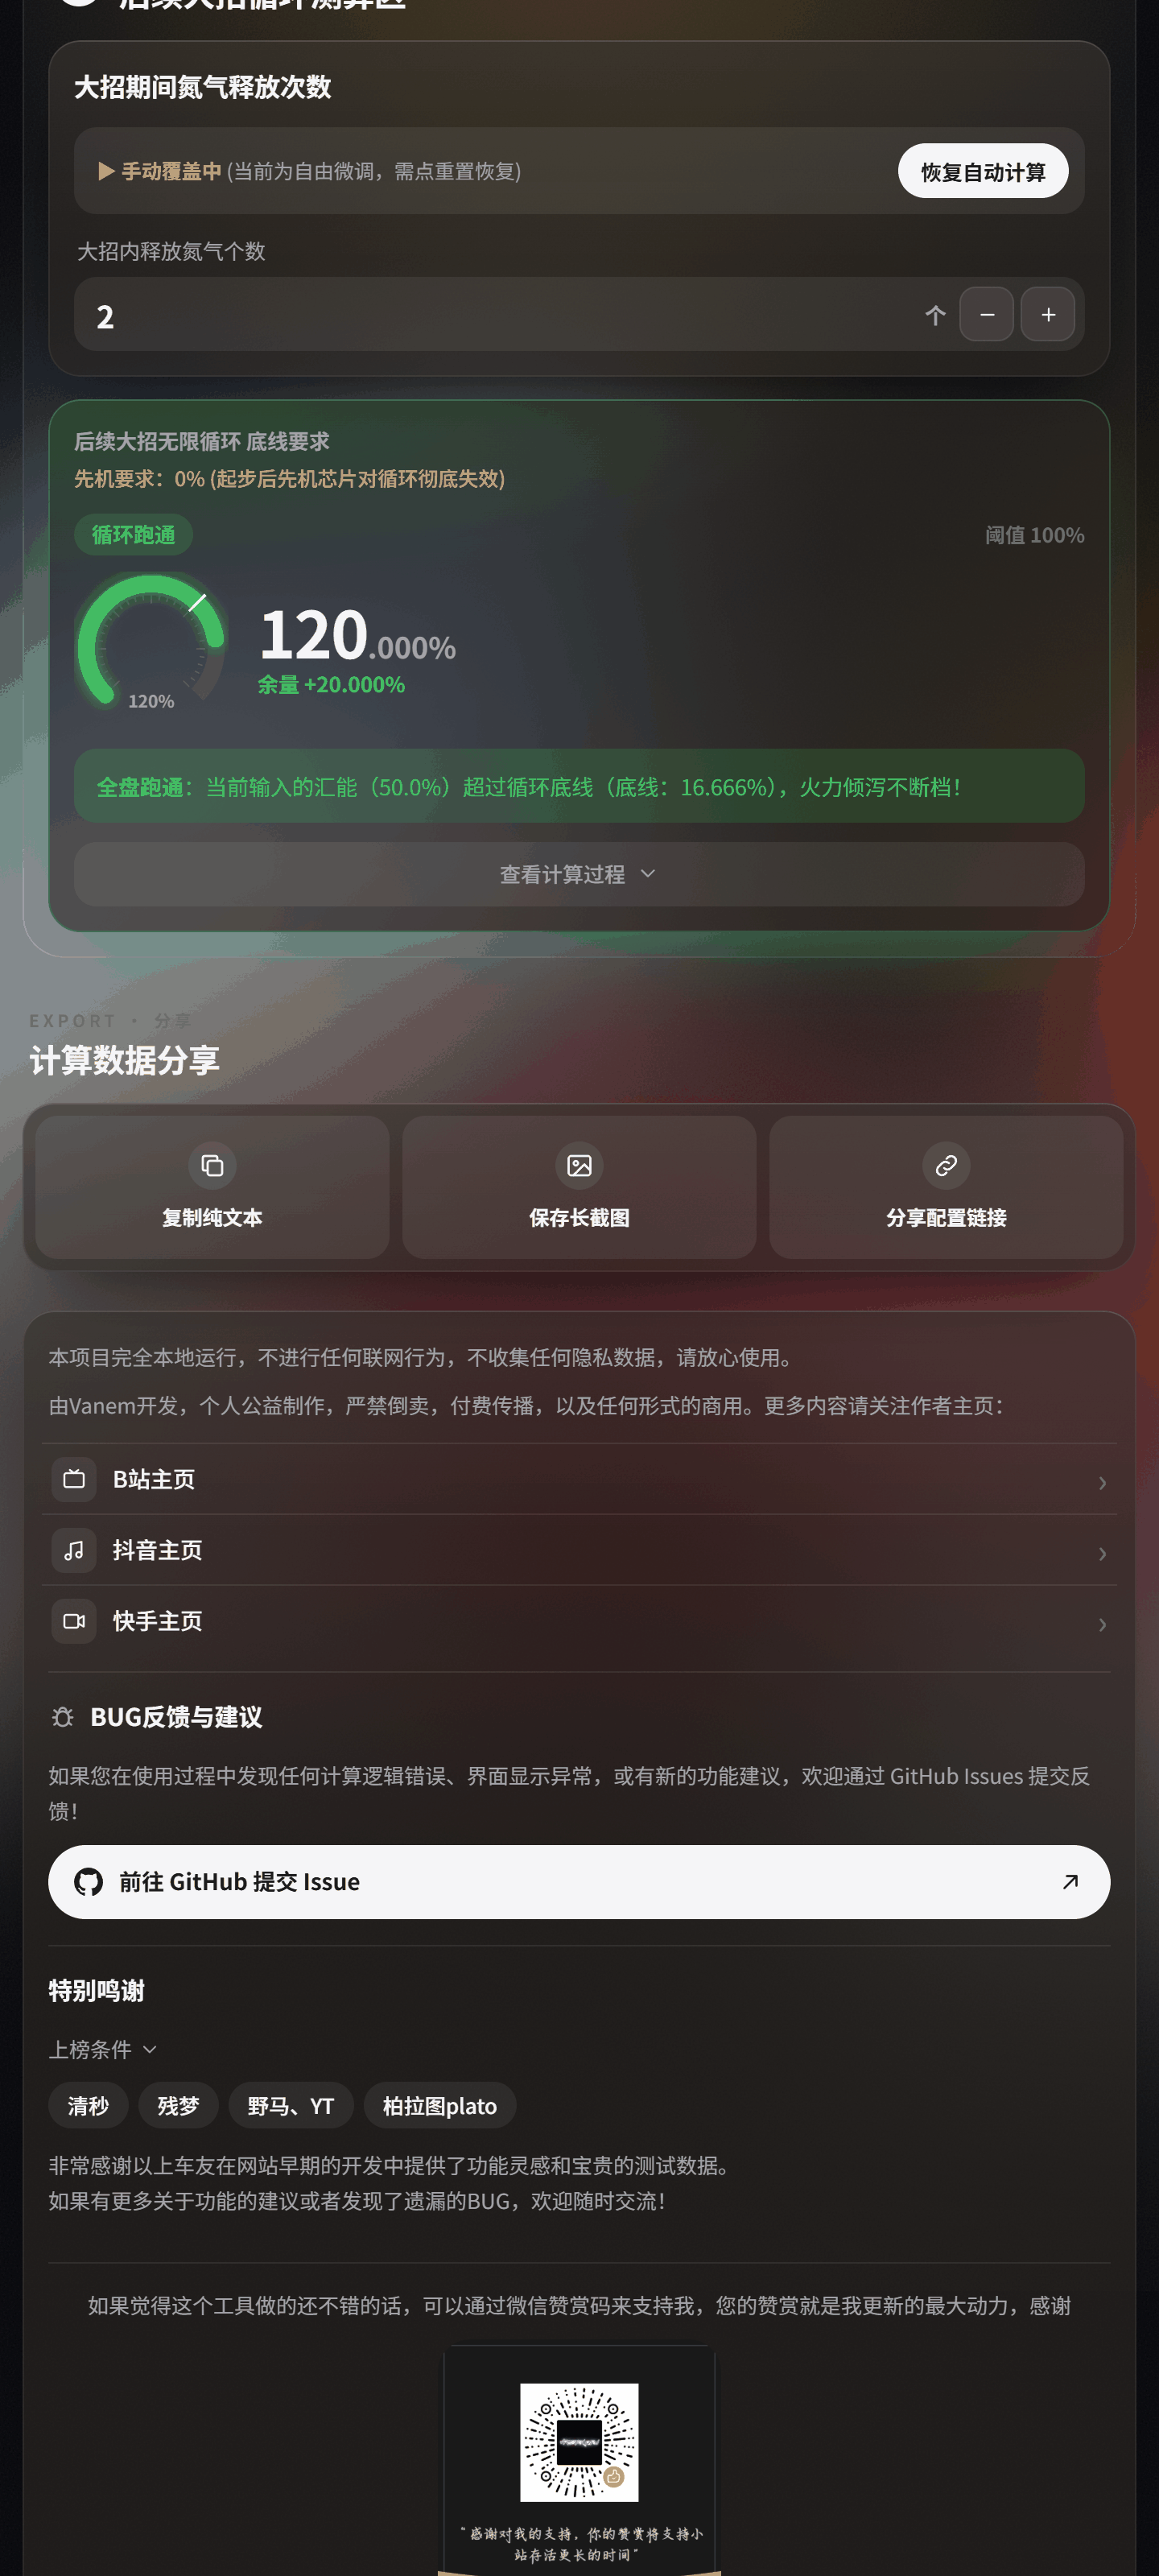 后续大招循环测算区
大招期间氮气释放次数
▶ 手动覆盖中 (当前为自由微调，需点重置恢复)
恢复自动计算
大招内释放氮气个数
2
个 − +
后续大招无限循环 底线要求
先机要求：0% (起步后先机芯片对循环彻底失效)
循环跑通
阈值 100%
120.000%
余量 +20.000%
120%
全盘跑通：当前输入的汇能（50.0%）超过循环底线（底线：16.666%），火力倾泻不断档！
查看计算过程
EXPORT · 分享
计算数据分享
复制纯文本
保存长截图
分享配置链接
本项目完全本地运行，不进行任何联网行为，不收集任何隐私数据，请放心使用。
由Vanem开发，个人公益制作，严禁倒卖，付费传播，以及任何形式的商用。更多内容请关注作者主页：
B站主页
抖音主页
快手主页
BUG反馈与建议
如果您在使用过程中发现任何计算逻辑错误、界面显示异常，或有新的功能建议，欢迎通过 GitHub Issues 提交反
馈！
前往 GitHub 提交 Issue
特别鸣谢
上榜条件
清秒
残梦
野马、YT
柏拉图plato
非常感谢以上车友在网站早期的开发中提供了功能灵感和宝贵的测试数据。
如果有更多关于功能的建议或者发现了遗漏的BUG，欢迎随时交流！
如果觉得这个工具做的还不错的话，可以通过微信赞赏码来支持我，您的赞赏就是我更新的最大动力，感谢
“感谢对我的支持，你的赞赏将支持小
站存活更长的时间”